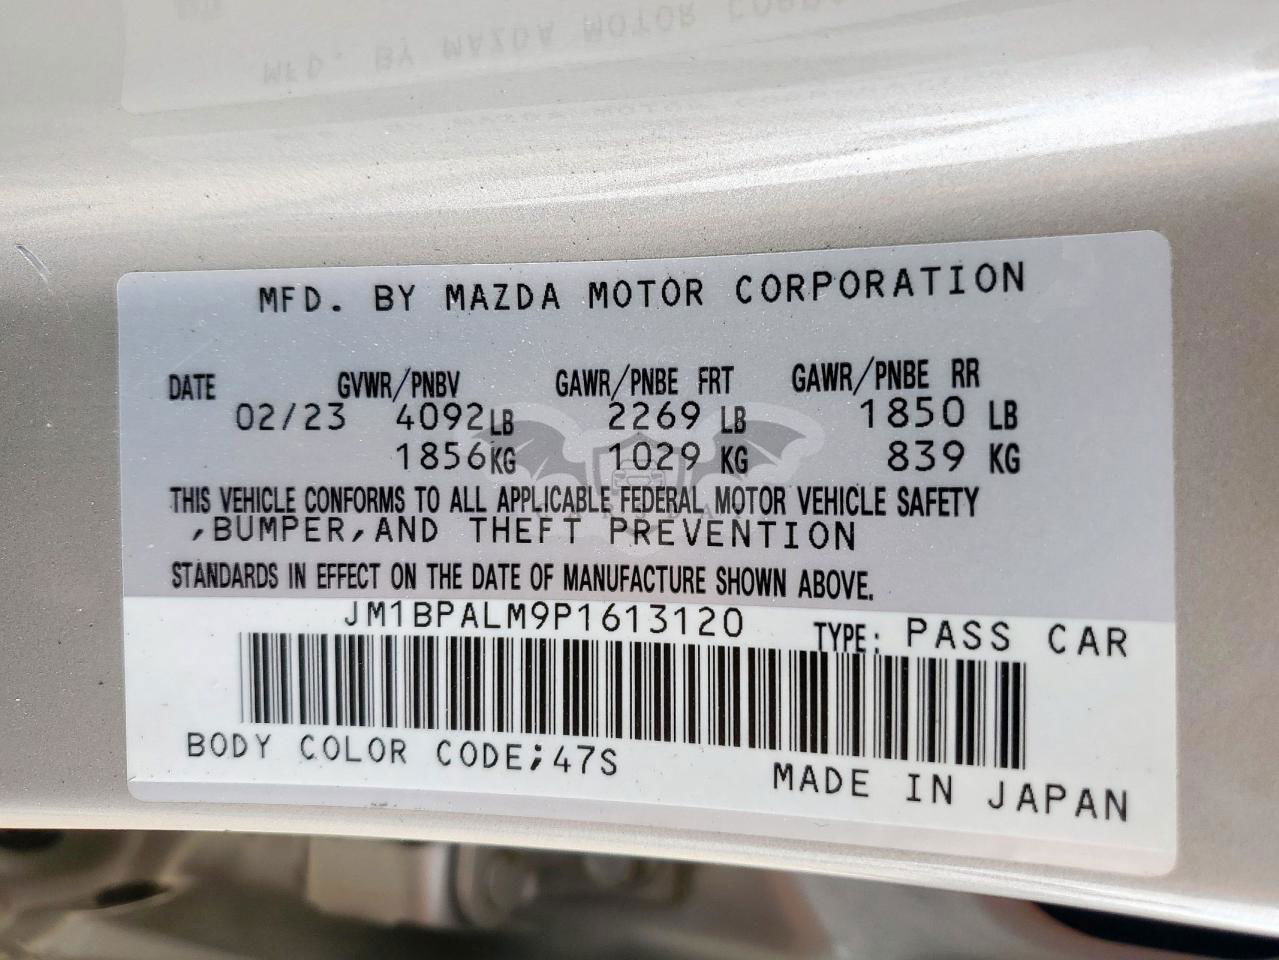 MFD. BY MAZDA MOTOR CORPORATION
DATE GVWR/PNBV GAWR/PNBE FRT GAWR/PNBE RR
02/23 4092LB 2269 LB 1850 LB
1856KG 1029 KG 839 KG
THIS VEHICLE CONFORMS TO ALL APPLICABLE FEDERAL MOTOR VEHICLE SAFETY
,BUMPER,AND THEFT PREVENTION
STANDARDS IN EFFECT ON THE DATE OF MANUFACTURE SHOWN ABOVE.
JM1BPALM9P1613120 TYPE: PASS CAR
BODY COLOR CODE;47S MADE IN JAPAN